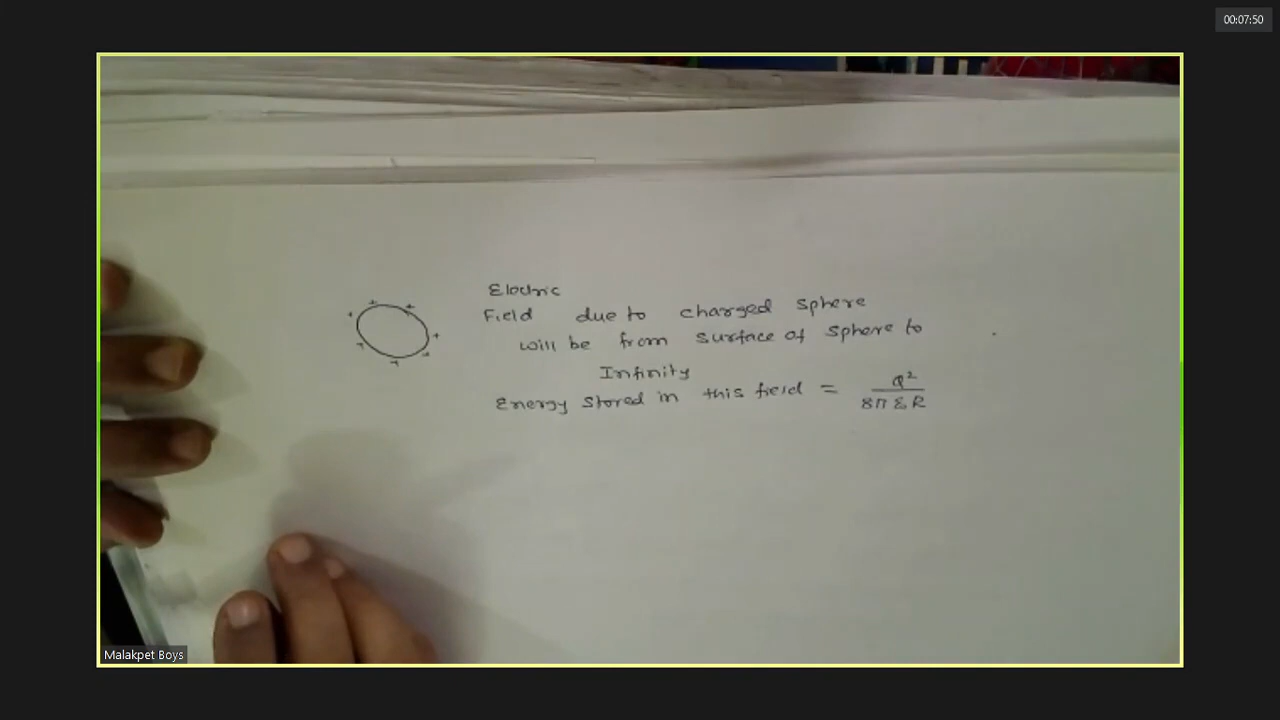 00:07:50
Electric
Field due to charged sphere
will be from surface of sphere to
Infinity
Energy stored in this field = Q²/8πεR
Malakpet Boys